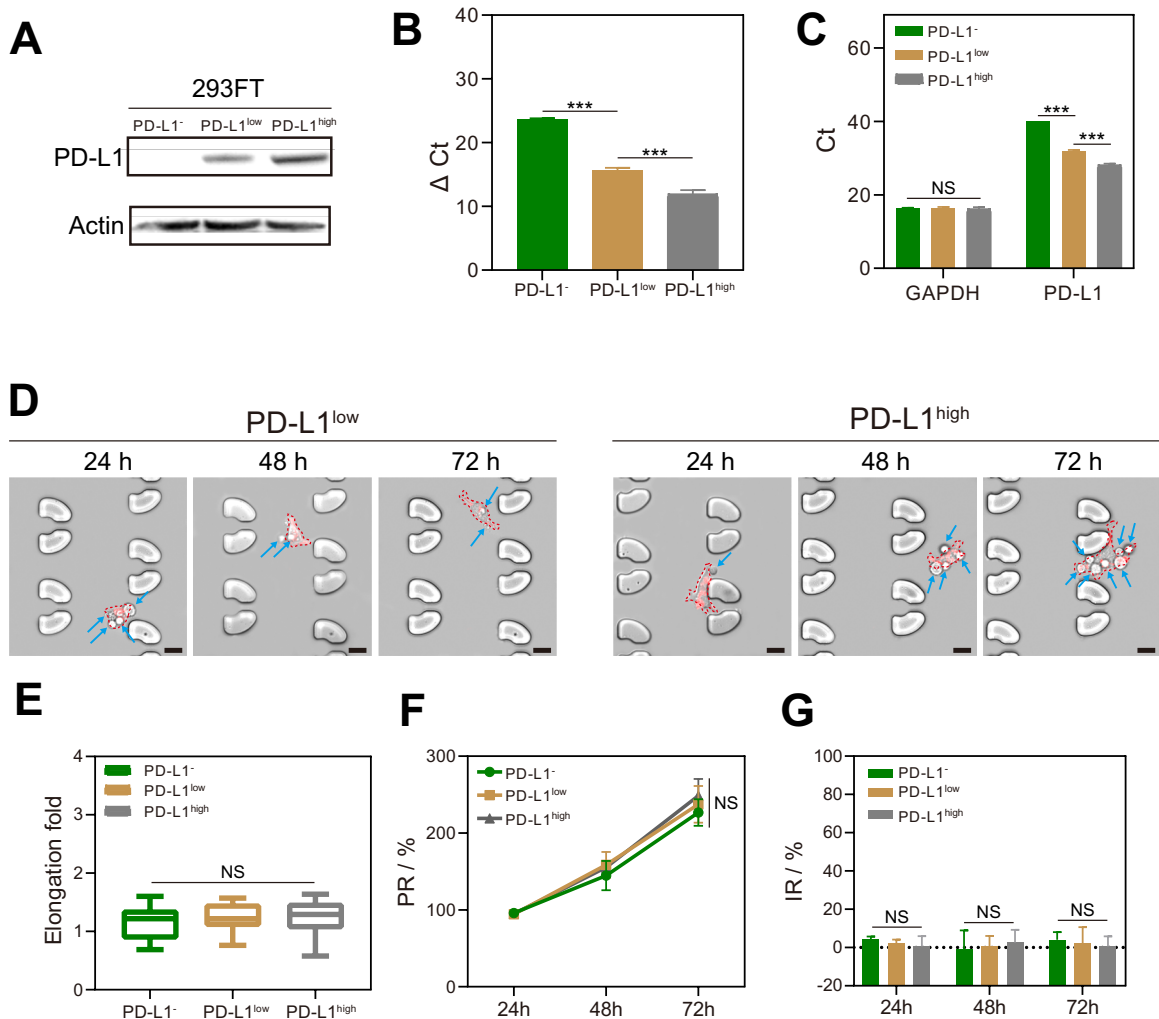 A
293FT
PD-L1⁻ PD-L1ˡᵒʷ PD-L1ʰⁱᵍʰ
PD-L1
Actin
B
40
30
20
10
0
Δ Ct
***
***
PD-L1⁻ PD-L1ˡᵒʷ PD-L1ʰⁱᵍʰ
C
PD-L1⁻
PD-L1ˡᵒʷ
PD-L1ʰⁱᵍʰ
60
40
20
0
Ct
NS
***
***
GAPDH PD-L1
D
PD-L1ˡᵒʷ
24 h 48 h 72 h
PD-L1ʰⁱᵍʰ
24 h 48 h 72 h
E
4
3
2
1
0
Elongation fold
PD-L1⁻
PD-L1ˡᵒʷ
PD-L1ʰⁱᵍʰ
NS
PD-L1⁻ PD-L1ˡᵒʷ PD-L1ʰⁱᵍʰ
F
300
200
100
0
PR / %
PD-L1⁻
PD-L1ˡᵒʷ
PD-L1ʰⁱᵍʰ
NS
24h 48h 72h
G
100
80
60
40
20
0
-20
IR / %
PD-L1⁻
PD-L1ˡᵒʷ
PD-L1ʰⁱᵍʰ
NS NS NS
24h 48h 72h